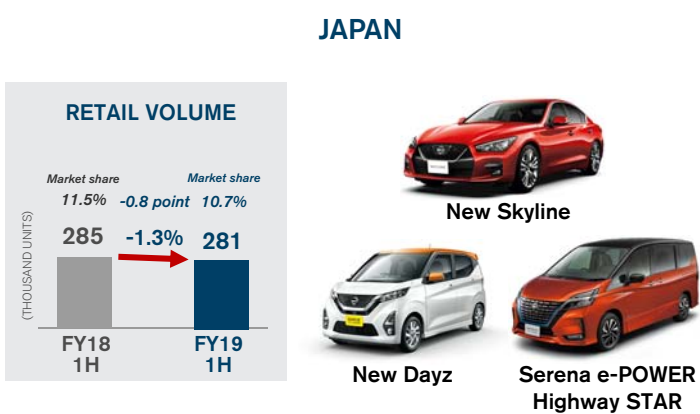 JAPAN
RETAIL VOLUME
Market share Market share
11.5% -0.8 point 10.7%
285 -1.3% 281
(THOUSAND UNITS)
FY18 FY19
1H 1H
New Skyline
New Dayz
Serena e-POWER
Highway STAR